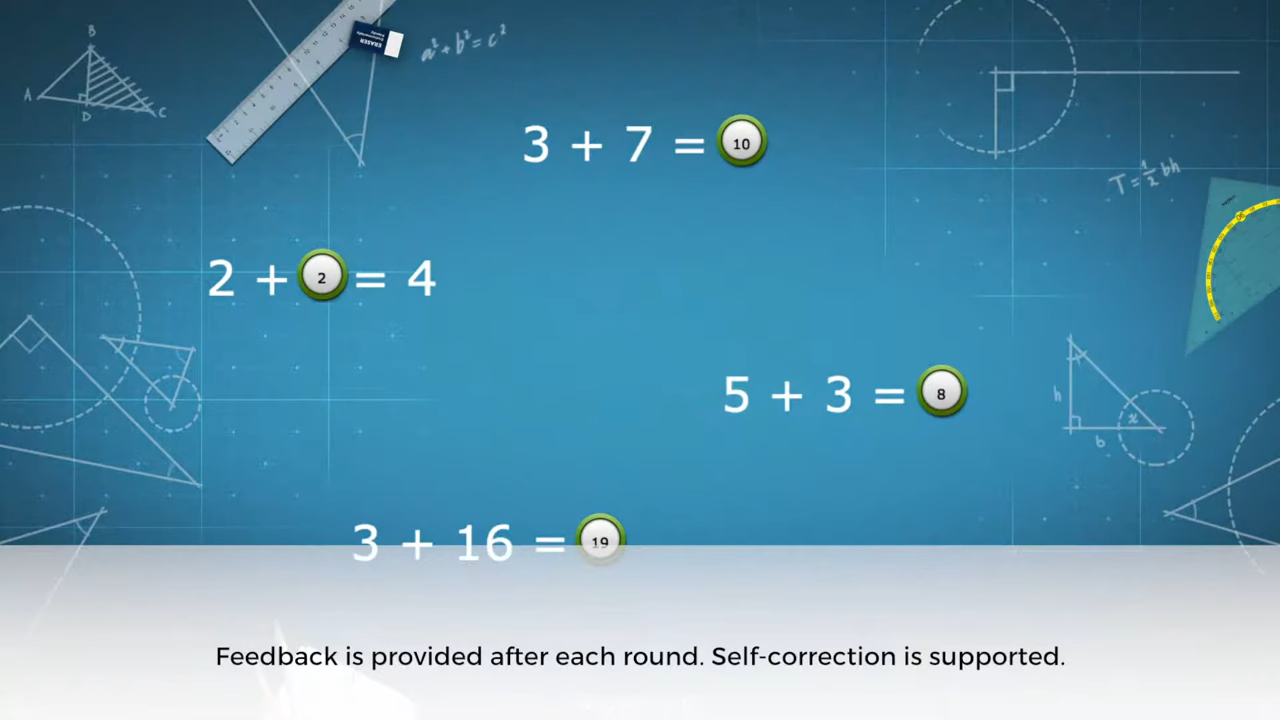 B
A
D
C
ERASER
a² + b² = c²
3 + 7 = 10
T = 1/2 bh
2 + 2 = 4
5 + 3 = 8
h
x
b
3 + 16 = 19
Feedback is provided after each round. Self-correction is supported.